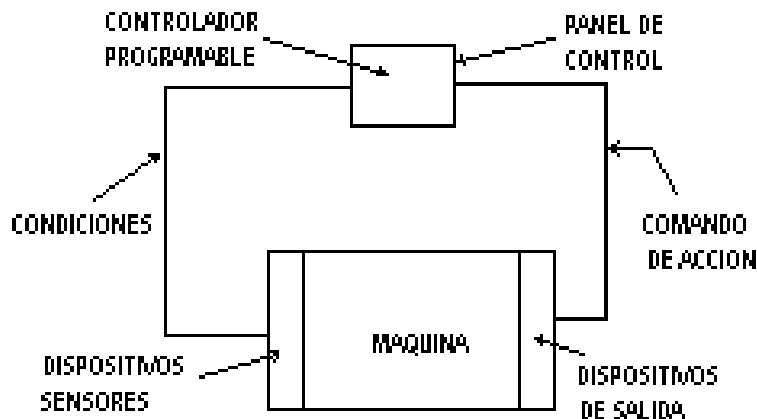 CONTROLADOR
PROGRAMABLE
PANEL DE
CONTROL
CONDICIONES
COMANDO
DE ACCION
MAQUINA
DISPOSITIVOS
SENSORES
DISPOSITIVOS
DE SALIDA